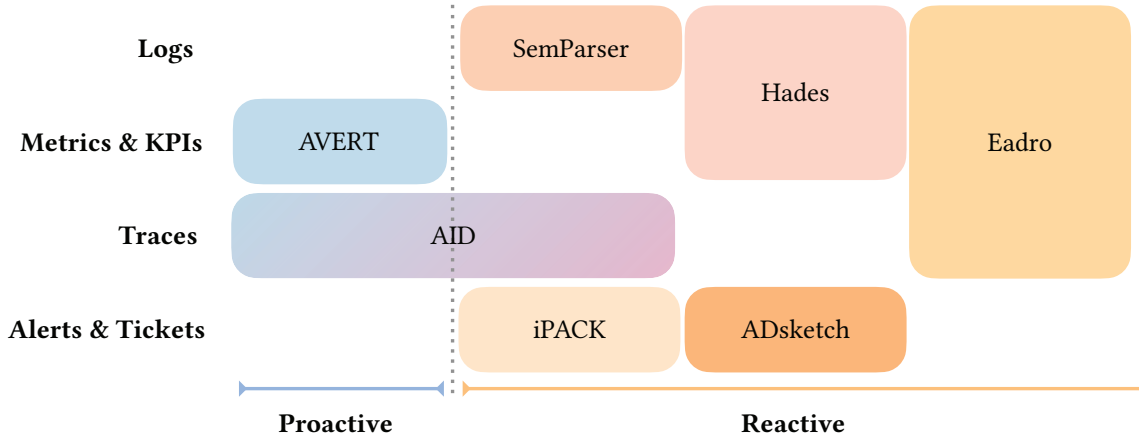 Logs
SemParser
Hades
Eadro
Metrics & KPIs
AVERT
Traces
AID
Alerts & Tickets
iPACK
ADsketch
Proactive
Reactive